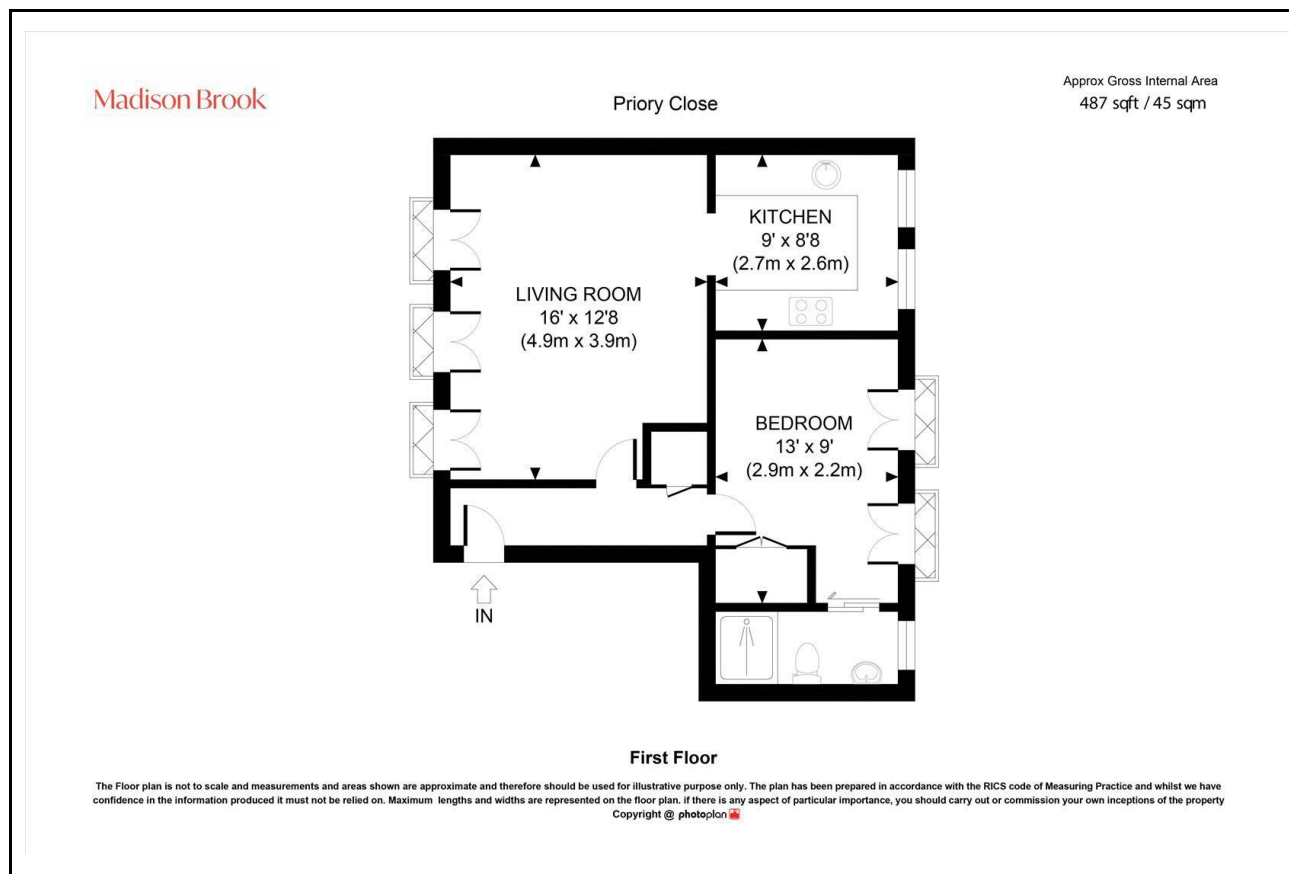 Madison Brook
Priory Close
Approx Gross Internal Area
487 sqft / 45 sqm
KITCHEN
9' x 8'8
(2.7m x 2.6m)
LIVING ROOM
16' x 12'8
(4.9m x 3.9m)
BEDROOM
13' x 9'
(2.9m x 2.2m)
IN
First Floor
The Floor plan is not to scale and measurements and areas shown are approximate and therefore should be used for illustrative purpose only. The plan has been prepared in accordance with the RICS code of Measuring Practice and whilst we have
confidence in the information produced it must not be relied on. Maximum lengths and widths are represented on the floor plan. if there is any aspect of particular importance, you should carry out or commission your own inceptions of the property
Copyright @ photoplan